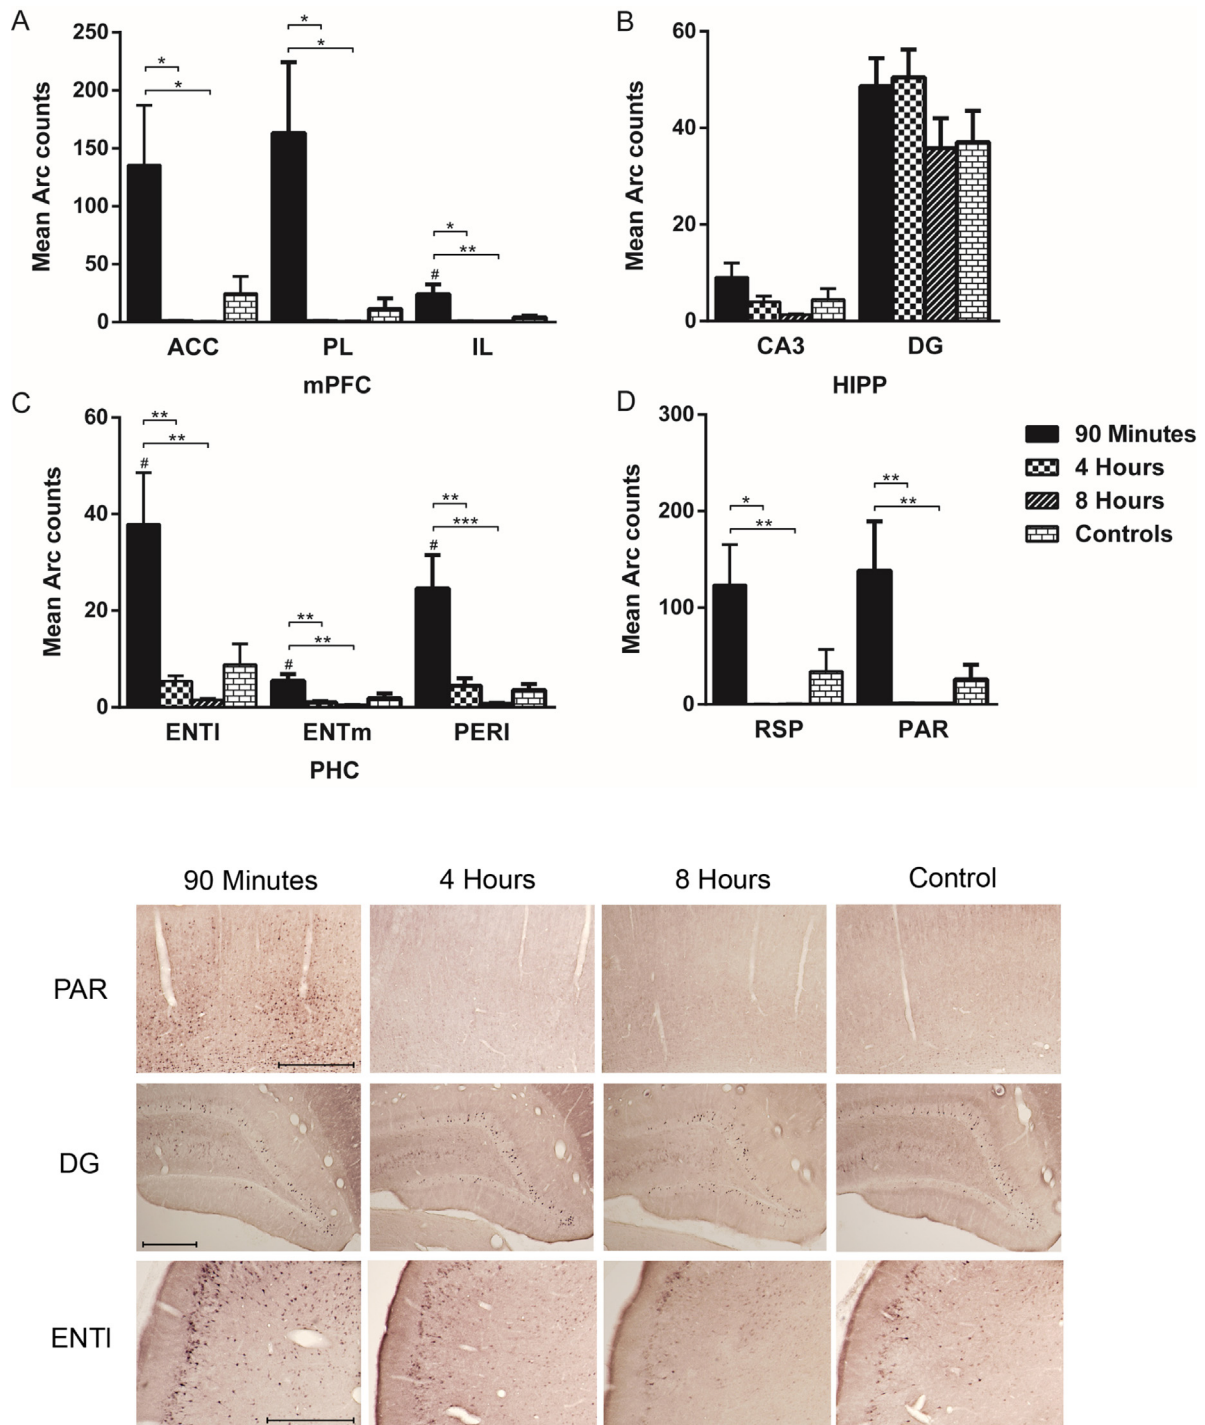 A
250
200
150
100
50
0
Mean Arc counts
* * * * * **
#
ACC PL IL
mPFC
B
60
40
20
0
Mean Arc counts
CA3 DG
HIPP
C
60
40
20
0
Mean Arc counts
** ** ** ** ** ***
# # #
ENTl ENTm PERI
PHC
D
300
200
100
0
Mean Arc counts
* ** ** **
RSP PAR
90 Minutes
4 Hours
8 Hours
Controls
90 Minutes 4 Hours 8 Hours Control
PAR
DG
ENTl